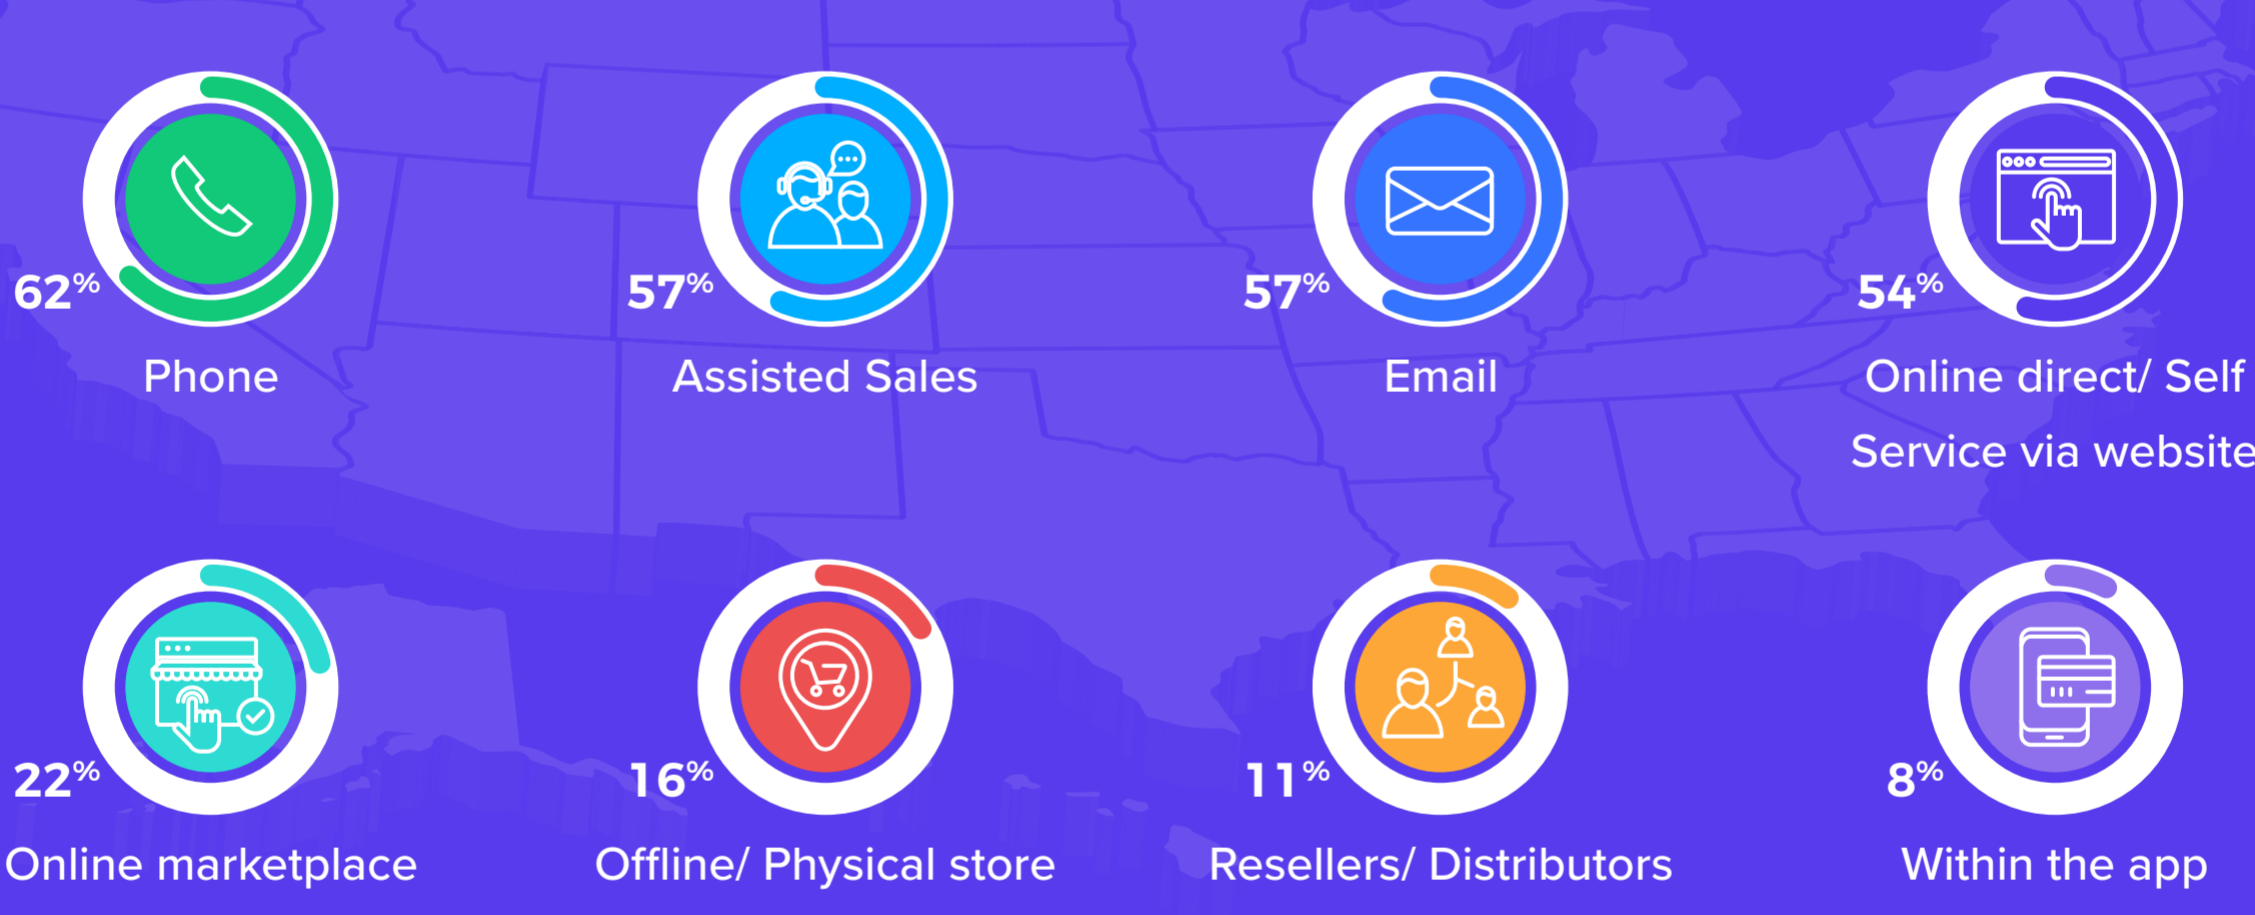 62%
Phone
57%
Assisted Sales
57%
Email
54%
Online direct/ Self
Service via website
22%
Online marketplace
16%
Offline/ Physical store
11%
Resellers/ Distributors
8%
Within the app